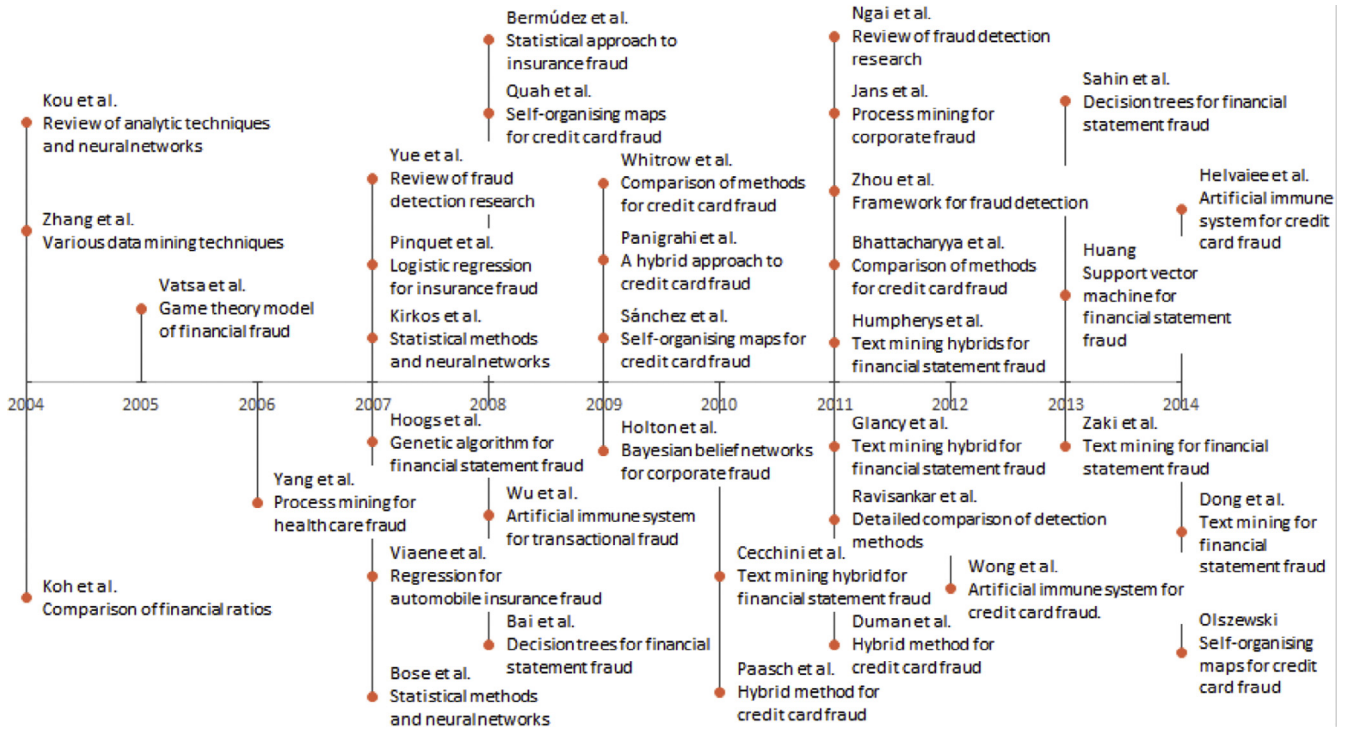 Kou et al.
Review of analytic techniques
and neural networks
Zhang et al.
Various data mining techniques
Vatsa et al.
Game theory model
of financial fraud
Yue et al.
Review of fraud
detection research
Pinquet et al.
Logistic regression
for insurance fraud
Kirkos et al.
Statistical methods
and neural networks
Bermúdez et al.
Statistical approach to
insurance fraud
Quah et al.
Self-organising maps
for credit card fraud
Whitrow et al.
Comparison of methods
for credit card fraud
Panigrahi et al.
A hybrid approach to
credit card fraud
Sánchez et al.
Self-organising maps for
credit card fraud
Ngai et al.
Review of fraud detection
research
Jans et al.
Process mining for
corporate fraud
Zhou et al.
Framework for fraud detection
Bhattacharyya et al.
Comparison of methods
for credit card fraud
Humpherys et al.
Text mining hybrids for
financial statement fraud
Sahin et al.
Decision trees for financial
statement fraud
Huang
Support vector
machine for
financial statement
fraud
Helvaiee et al.
Artificial immune
system for credit
card fraud
2004 2005 2006 2007 2008 2009 2010 2011 2012 2013 2014
Koh et al.
Comparison of financial ratios
Yang et al.
Process mining for
health care fraud
Hoogs et al.
Genetic algorithm for
financial statement fraud
Viaene et al.
Regression for
automobile insurance fraud
Bose et al.
Statistical methods
and neural networks
Wu et al.
Artificial immune system
for transactional fraud
Bai et al.
Decision trees for financial
statement fraud
Holton et al.
Bayesian belief networks
for corporate fraud
Cecchini et al.
Text mining hybrid for
financial statement fraud
Paasch et al.
Hybrid method for
credit card fraud
Glancy et al.
Text mining hybrid for
financial statement fraud
Ravisankar et al.
Detailed comparison of detection
methods
Duman et al.
Hybrid method for
credit card fraud
Wong et al.
Artificial immune system for
credit card fraud.
Zaki et al.
Text mining for financial
statement fraud
Dong et al.
Text mining for
financial
statement fraud
Olszewski
Self-organising
maps for credit
card fraud